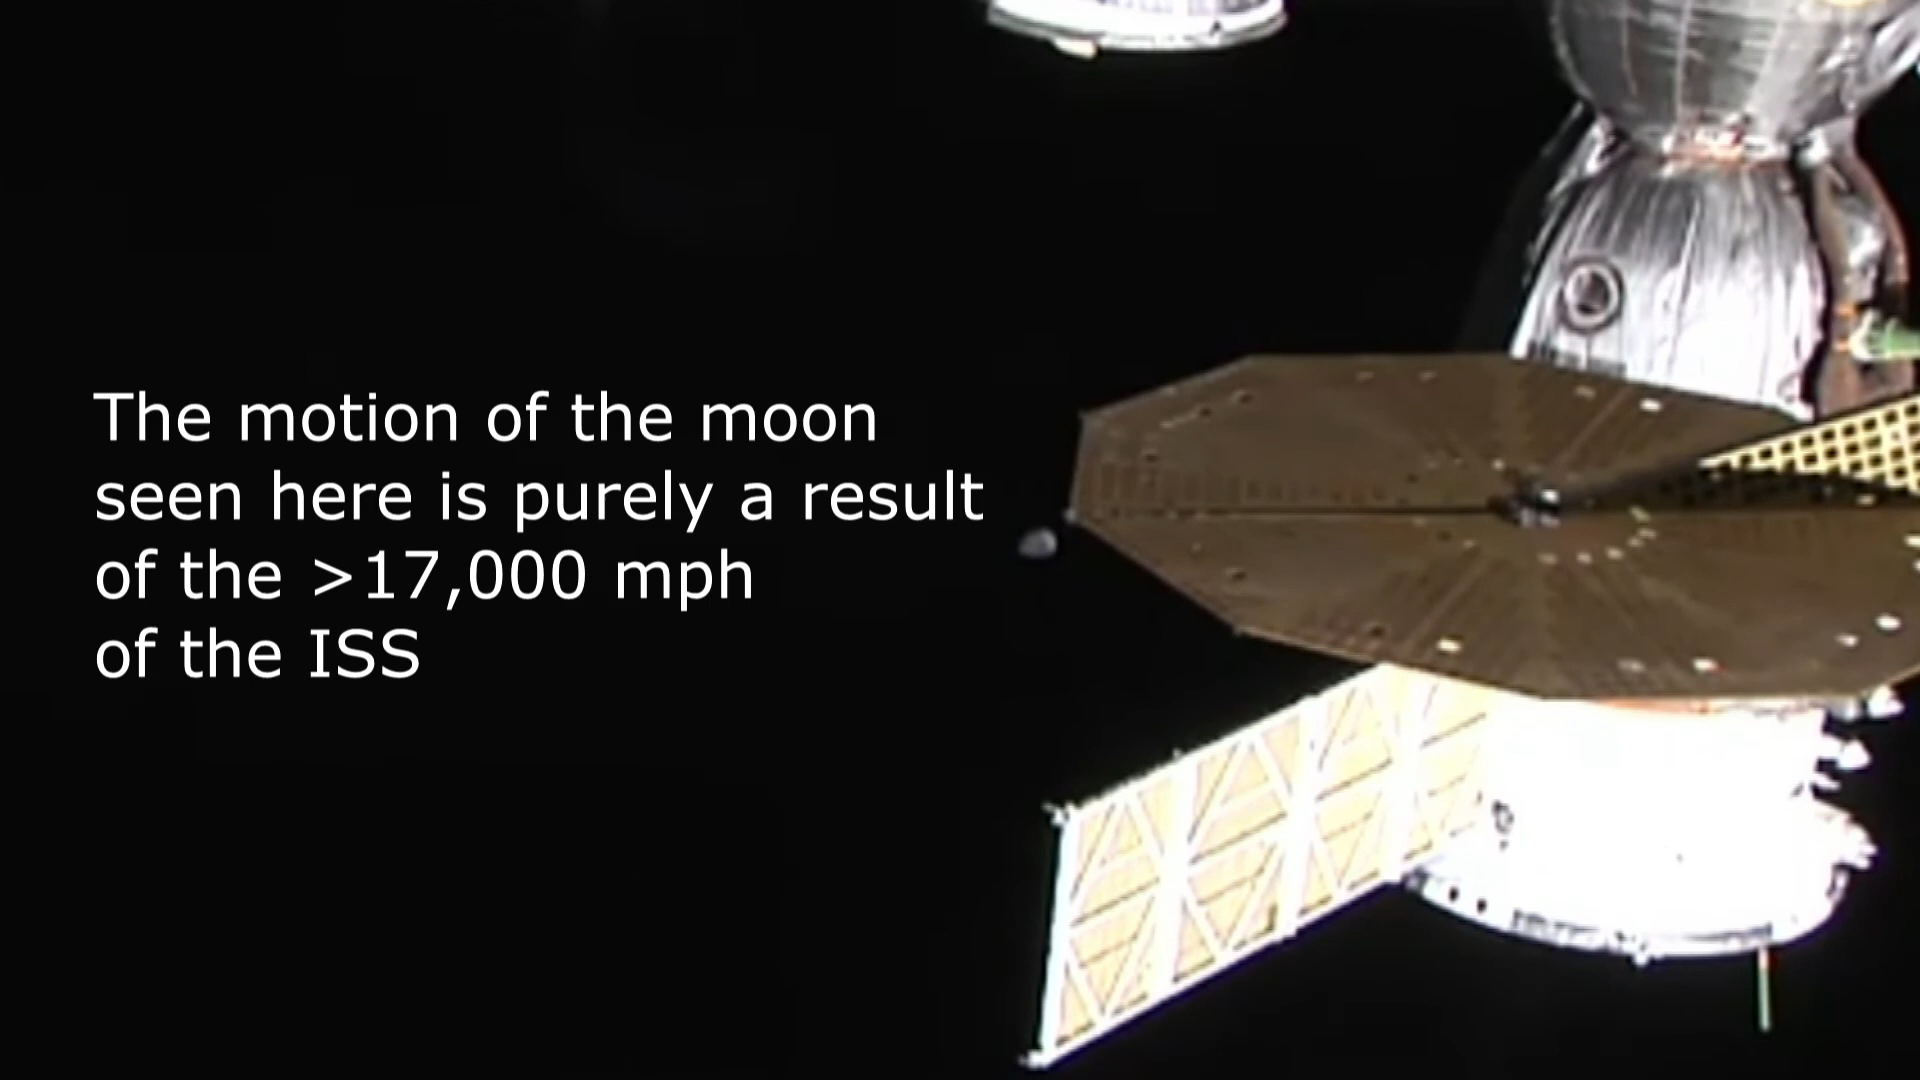 The motion of the moon
seen here is purely a result
of the >17,000 mph
of the ISS